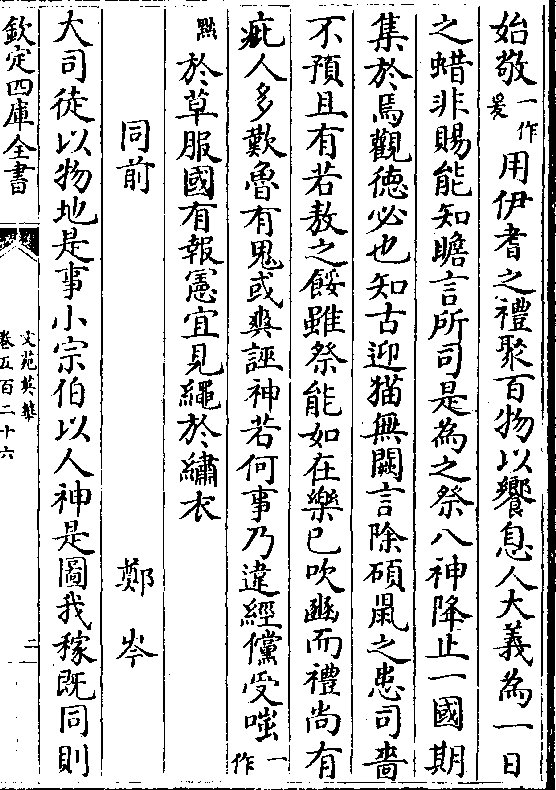 始敬一作爰用伊耆之禮聚百物以饗息人大義為一日
之蜡非賜能知瞻言所司是為之祭八神降止一國期
集於焉觀德必也知古迎猫無闕言除碩鼠之患司嗇
不預且有若敖之餒雖祭能如在樂已吹豳而禮尚有
疵人多歎魯有鬼或爽誣神若何事乃違經儻受嗤一作
㸃於草服國有報憲宜見繩於繡衣
同前 鄭岑
大司徒以物地是事小宗伯以人神是圖我稼既同則
欽定四庫全書
文苑英華
卷五百二十六
二